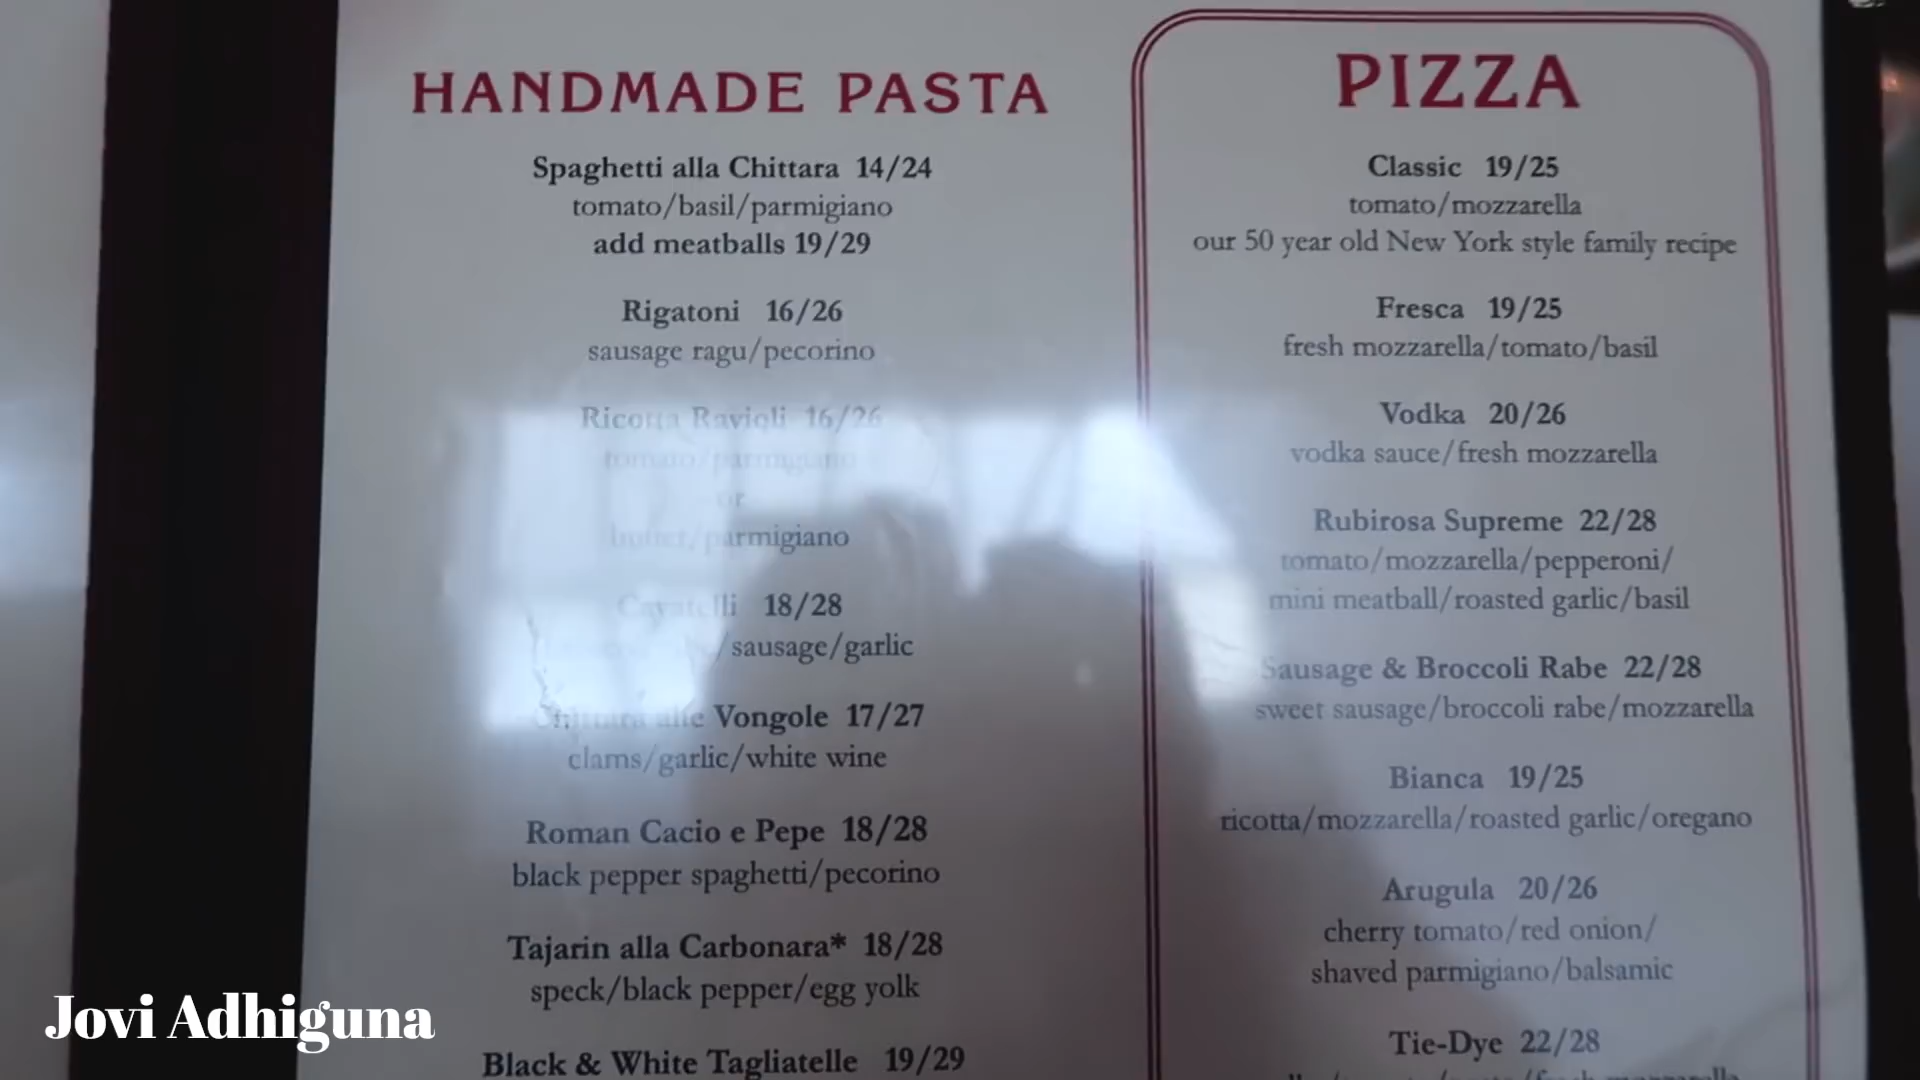 HANDMADE PASTA
Spaghetti alla Chittara 14/24
tomato/basil/parmigiano
add meatballs 19/29
Rigatoni 16/26
sausage ragu/pecorino
Ricotta Ravioli 16/26
tomato/parmigiano
or
butter/parmigiano
Cavatelli 18/28
/sausage/garlic
Chittara alle Vongole 17/27
clams/garlic/white wine
Roman Cacio e Pepe 18/28
black pepper spaghetti/pecorino
Tajarin alla Carbonara* 18/28
speck/black pepper/egg yolk
Black & White Tagliatelle 19/29
PIZZA
Classic 19/25
tomato/mozzarella
our 50 year old New York style family recipe
Fresca 19/25
fresh mozzarella/tomato/basil
Vodka 20/26
vodka sauce/fresh mozzarella
Rubirosa Supreme 22/28
tomato/mozzarella/pepperoni/
mini meatball/roasted garlic/basil
Sausage & Broccoli Rabe 22/28
sweet sausage/broccoli rabe/mozzarella
Bianca 19/25
ricotta/mozzarella/roasted garlic/oregano
Arugula 20/26
cherry tomato/red onion/
shaved parmigiano/balsamic
Tie-Dye 22/28
Jovi Adhiguna